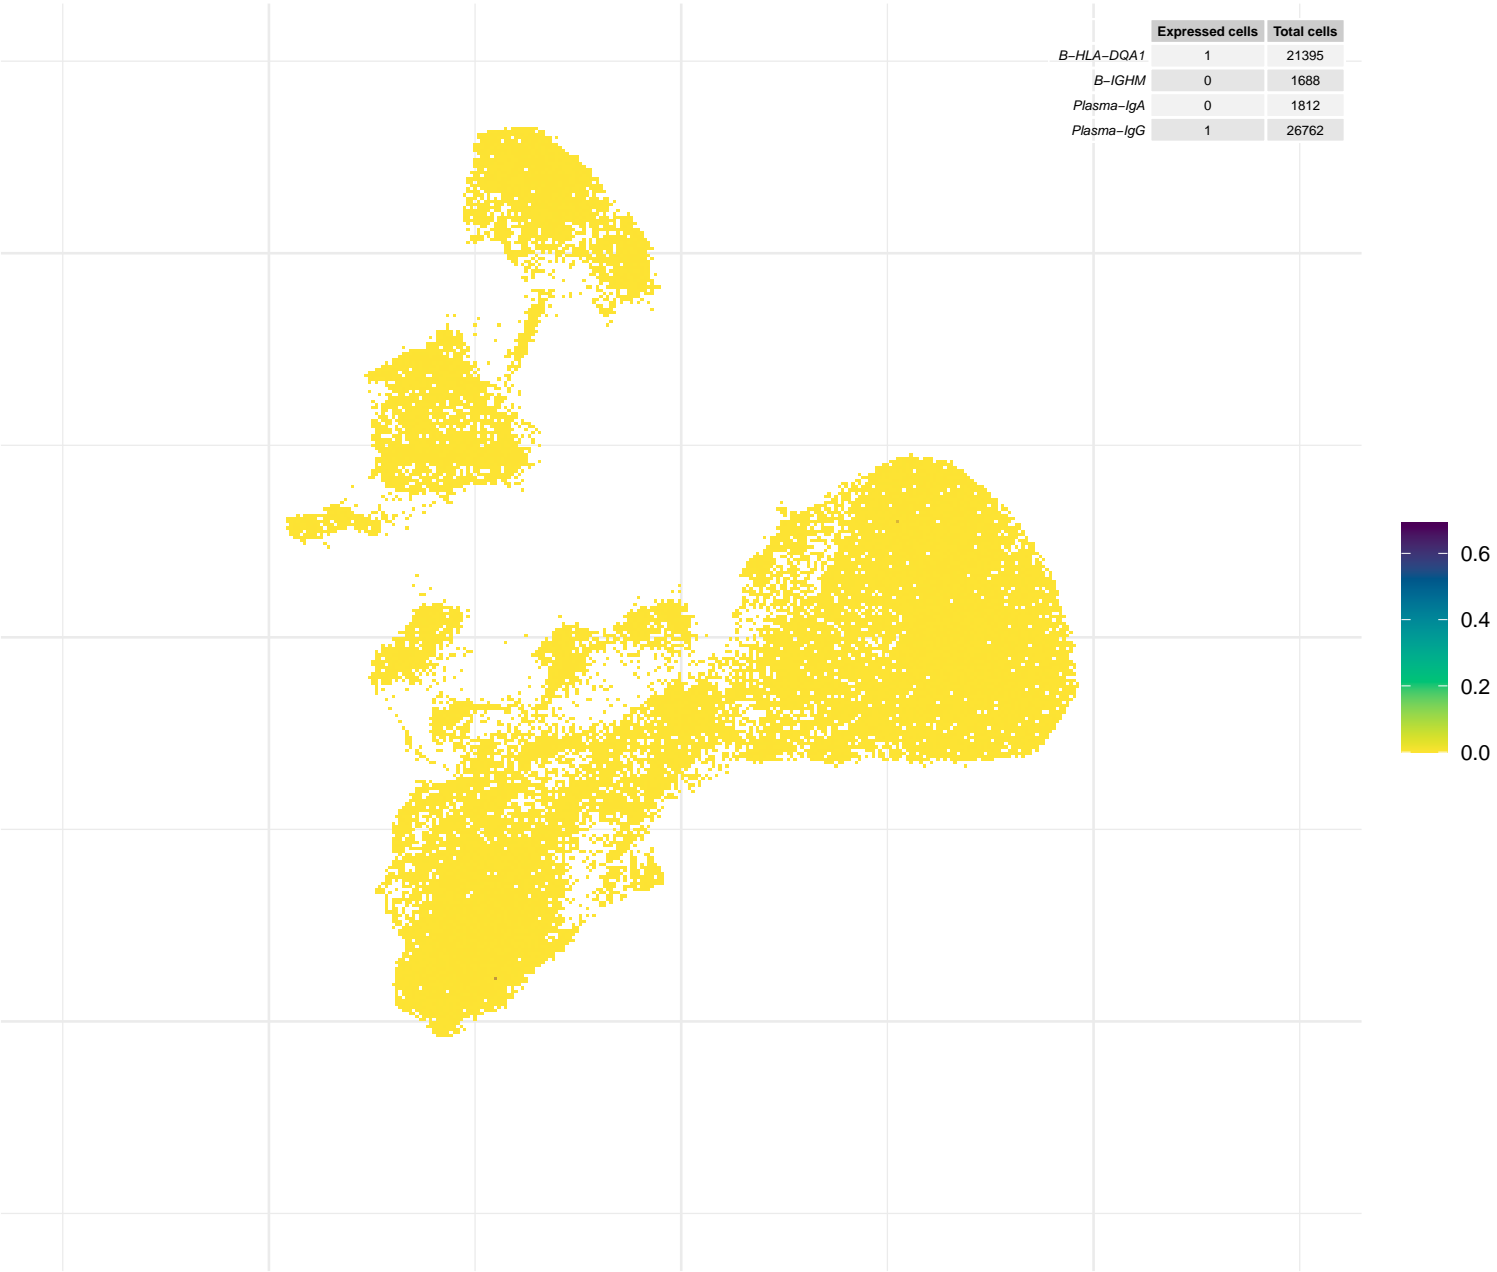 Expressed cells Total cells
B−HLA−DQA1 1 21395
B−IGHM 0 1688
Plasma−IgA 0 1812
Plasma−IgG 1 26762
0.6
0.4
0.2
0.0